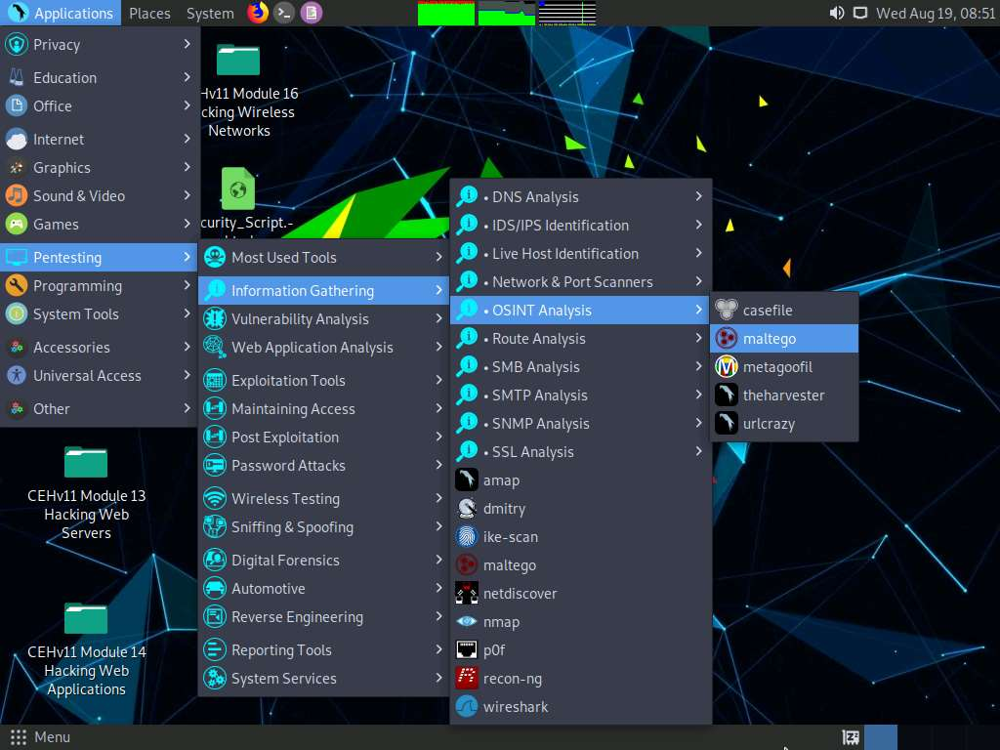 Applications Places System Wed Aug 19, 08:51
Privacy
Education
Office
Internet
Graphics
Sound & Video
Games
Pentesting
Programming
System Tools
Accessories
Universal Access
Other
Hv11 Module 16
cking Wireless
Networks
curity_Script.-
Most Used Tools
Information Gathering
Vulnerability Analysis
Web Application Analysis
Exploitation Tools
Maintaining Access
Post Exploitation
Password Attacks
Wireless Testing
Sniffing & Spoofing
Digital Forensics
Automotive
Reverse Engineering
Reporting Tools
System Services
• DNS Analysis
• IDS/IPS Identification
• Live Host Identification
• Network & Port Scanners
• OSINT Analysis
• Route Analysis
• SMB Analysis
• SMTP Analysis
• SNMP Analysis
• SSL Analysis
amap
dmitry
ike-scan
maltego
netdiscover
nmap
p0f
recon-ng
wireshark
casefile
maltego
metagoofil
theharvester
urlcrazy
CEHv11 Module 13
Hacking Web
Servers
CEHv11 Module 14
Hacking Web
Applications
Menu